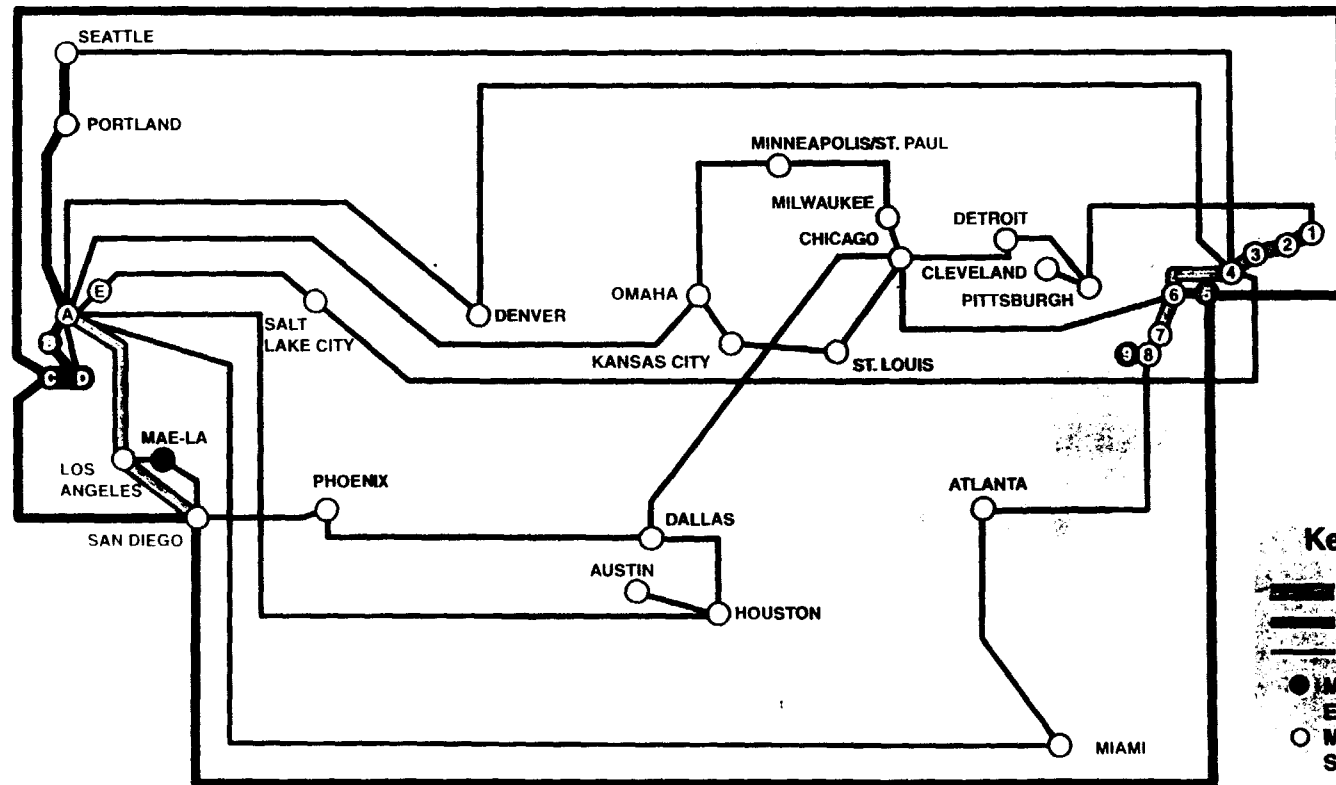 SEATTLE
PORTLAND
MINNEAPOLIS/ST. PAUL
MILWAUKEE
DETROIT
1
2
3
CHICAGO
CLEVELAND
4
E
PITTSBURGH
OMAHA
6
5
A
SALT
LAKE CITY
DENVER
7
B
KANSAS CITY
ST. LOUIS
9
8
C
D
MAE-LA
LOS
ANGELES
PHOENIX
ATLANTA
SAN DIEGO
DALLAS
Ke
AUSTIN
HOUSTON
M
E
MIAMI
M
S